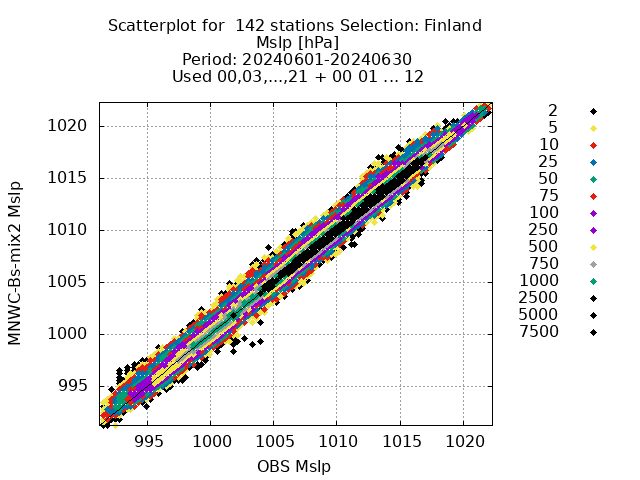 Scatterplot for  142 stations Selection: Finland
Mslp [hPa]
Period: 20240601-20240630
Used 00,03,...,21 + 00 01 ... 12
MNWC-Bs-mix2 Mslp
1020
1015
1010
1005
1000
995
995 1000 1005 1010 1015 1020
OBS Mslp
2
5
10
25
50
75
100
250
500
750
1000
2500
5000
7500